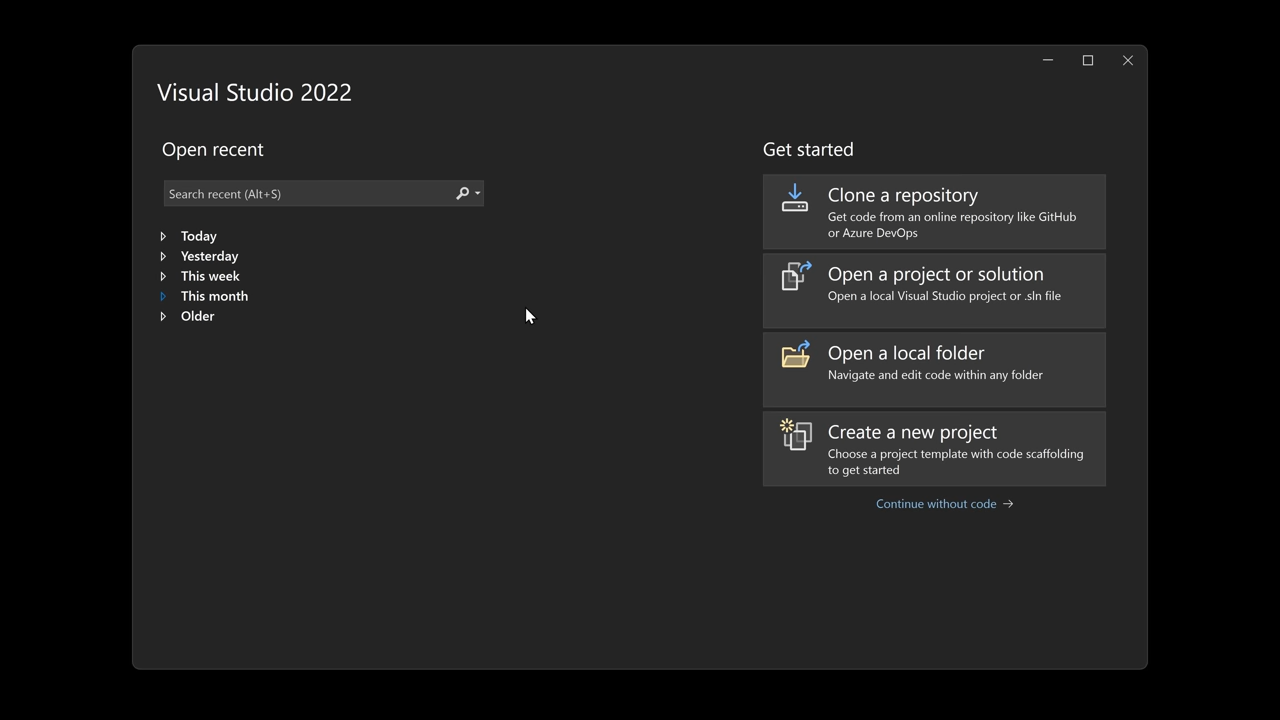 Visual Studio 2022
Open recent
Search recent (Alt+S)
Today
Yesterday
This week
This month
Older
Get started
Clone a repository
Get code from an online repository like GitHub
or Azure DevOps
Open a project or solution
Open a local Visual Studio project or .sln file
Open a local folder
Navigate and edit code within any folder
Create a new project
Choose a project template with code scaffolding
to get started
Continue without code →